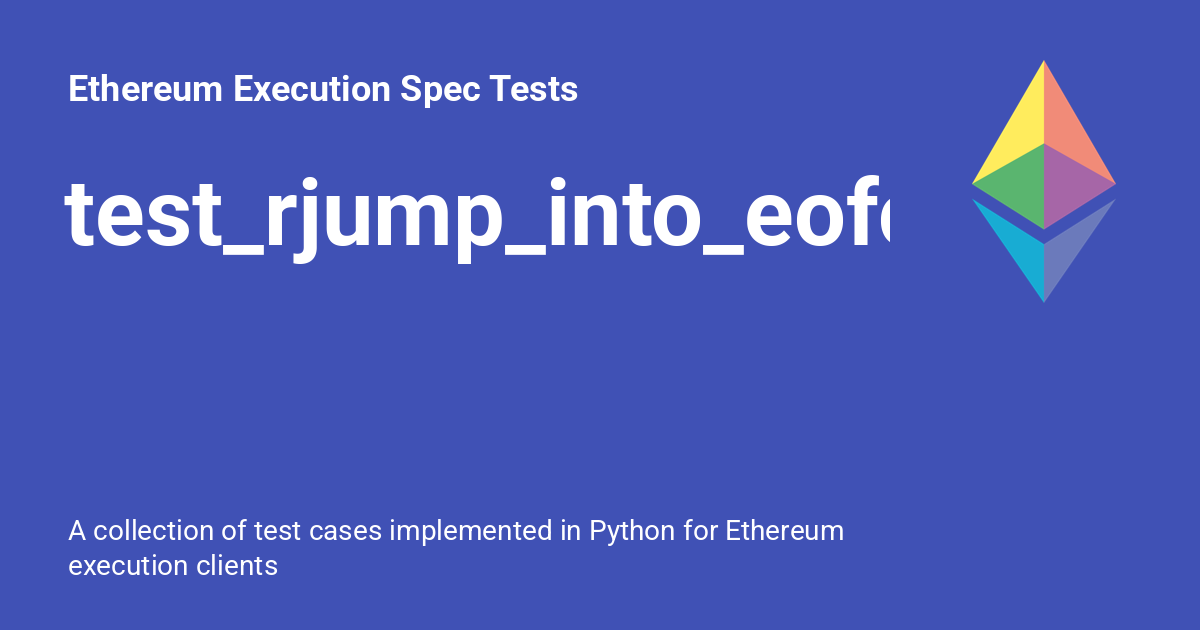 Ethereum Execution Spec Tests
test_rjump_into_eof
A collection of test cases implemented in Python for Ethereum
execution clients